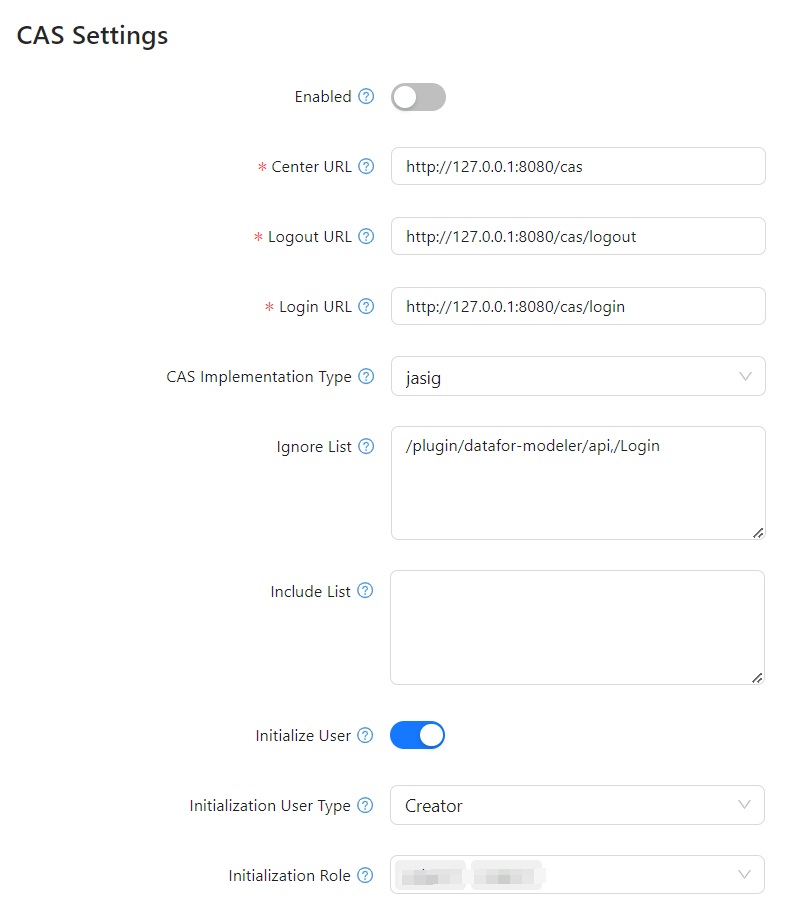 CAS Settings
Enabled
* Center URL http://127.0.0.1:8080/cas
* Logout URL http://127.0.0.1:8080/cas/logout
* Login URL http://127.0.0.1:8080/cas/login
CAS Implementation Type jasig
Ignore List /plugin/datafor-modeler/api,/Login
Include List
Initialize User
Initialization User Type Creator
Initialization Role